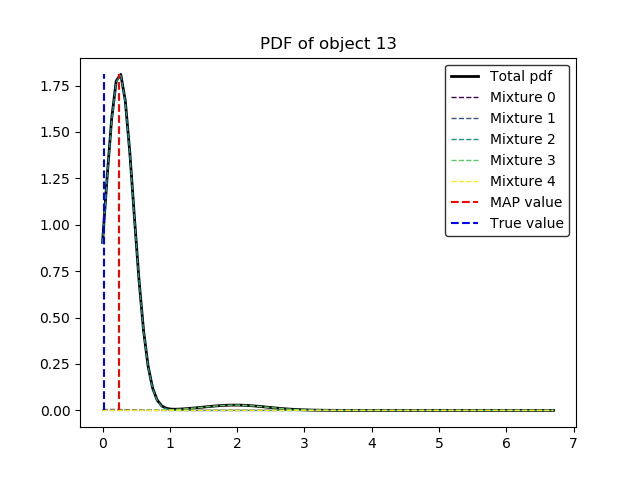 PDF of object 13
Total pdf
Mixture 0
Mixture 1
Mixture 2
Mixture 3
Mixture 4
MAP value
True value
1.75
1.50
1.25
1.00
0.75
0.50
0.25
0.00
0 1 2 3 4 5 6 7